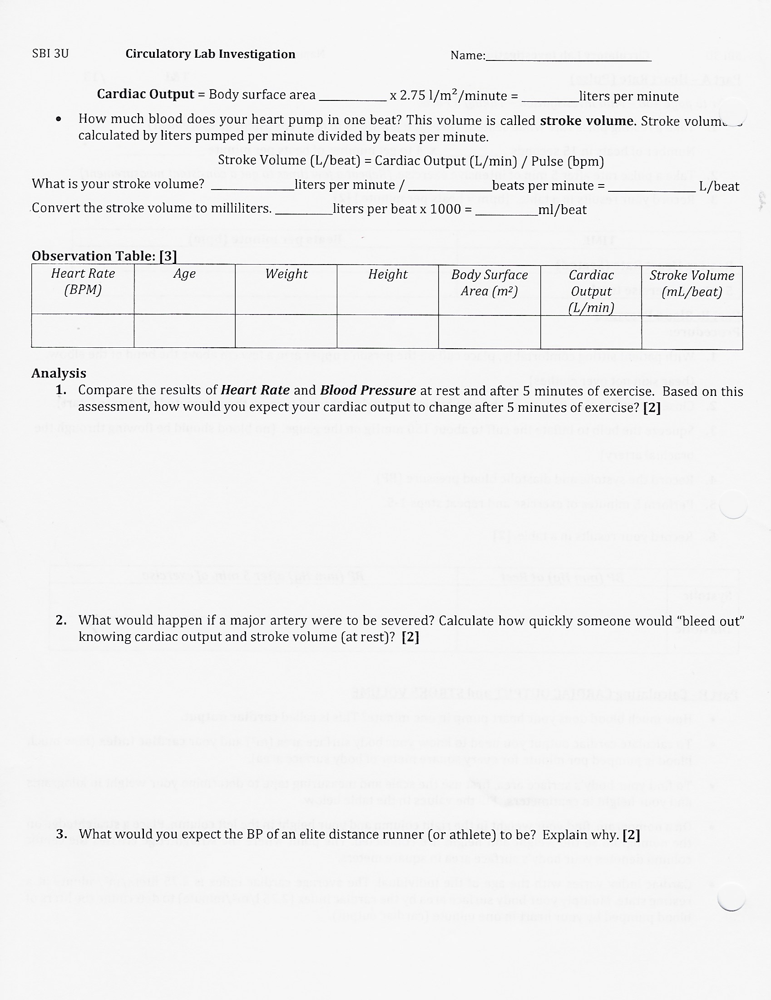 SBI 3U Circulatory Lab Investigation Name:
Cardiac Output = Body surface area __________ x 2.75 l/m²/minute = ________liters per minute
• How much blood does your heart pump in one beat? This volume is called stroke volume. Stroke
calculated by liters pumped per minute divided by beats per minute.
Stroke Volume (L/beat) = Cardiac Output (L/min) / Pulse (bpm)
What is your stroke volume? ____________liters per minute / ____________beats per minute = ____________ L/beat
Convert the stroke volume to milliliters. ________liters per beat x 1000 = _________ml/beat
Observation Table: [3]
Heart Rate (BPM)
Age
Weight
Height
Body Surface Area (m²)
Cardiac Output (L/min)
Stroke Volume (mL/beat)
Analysis
1. Compare the results of Heart Rate and Blood Pressure at rest and after 5 minutes of exercise. Based on this
assessment, how would you expect your cardiac output to change after 5 minutes of exercise? [2]
2. What would happen if a major artery were to be severed? Calculate how quickly someone would “bleed out”
knowing cardiac output and stroke volume (at rest)? [2]
3. What would you expect the BP of an elite distance runner (or athlete) to be? Explain why. [2]